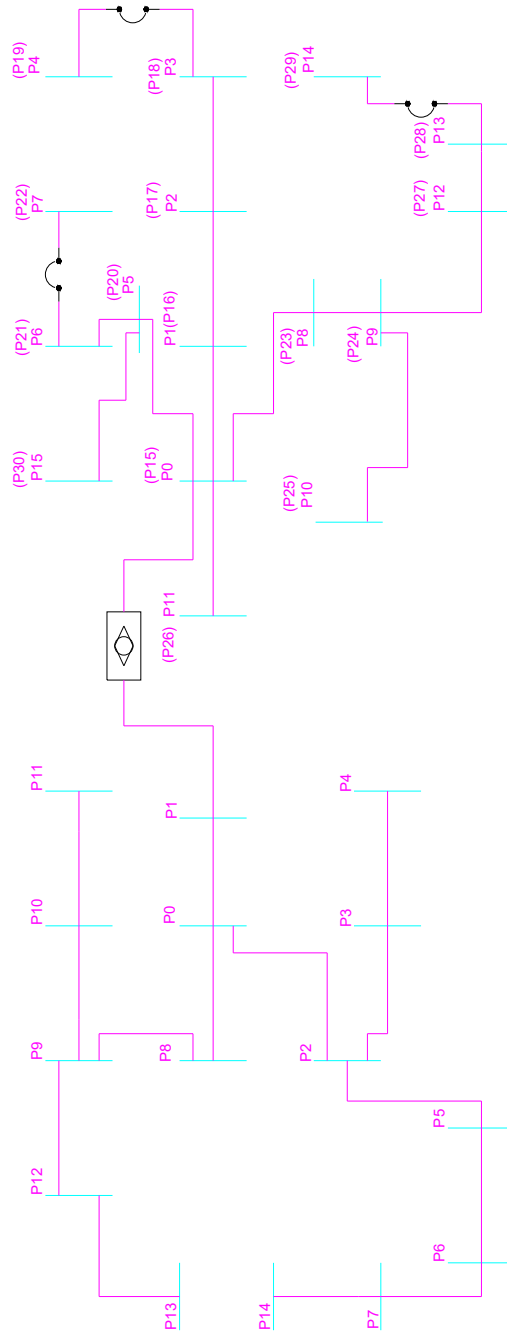 P12
P9
P10
P11
(P30)
P15
(P21)
P6
(P22)
P7
(P19)
P4
(P20)
P5
P13
P8
P0
P1
(P26)
P11
(P15)
P0
P1(P16)
(P17)
P2
(P18)
P3
P14
P2
(P25)
P10
(P23)
P8
(P29)
P14
P7
P3
P4
(P24)
P9
P6
P5
(P27)
P12
(P28)
P13